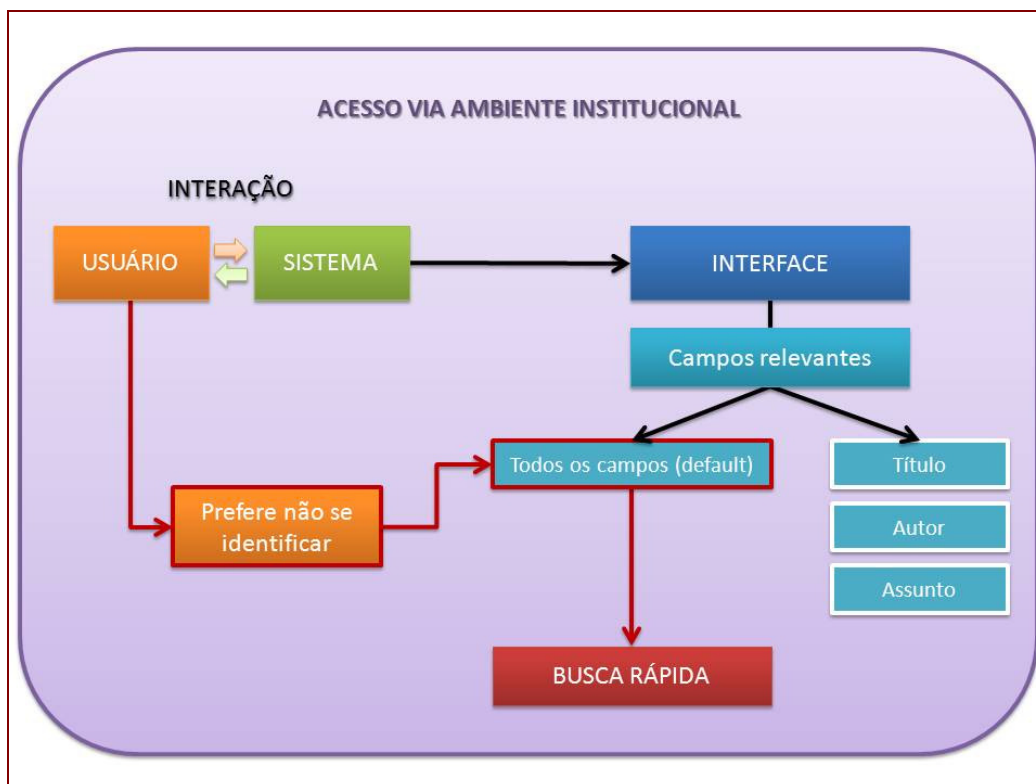 ACESSO VIA AMBIENTE INSTITUCIONAL
INTERAÇÃO
USUÁRIO
SISTEMA
INTERFACE
Campos relevantes
Todos os campos (default)
Título
Prefere não se
identificar
Autor
Assunto
BUSCA RÁPIDA